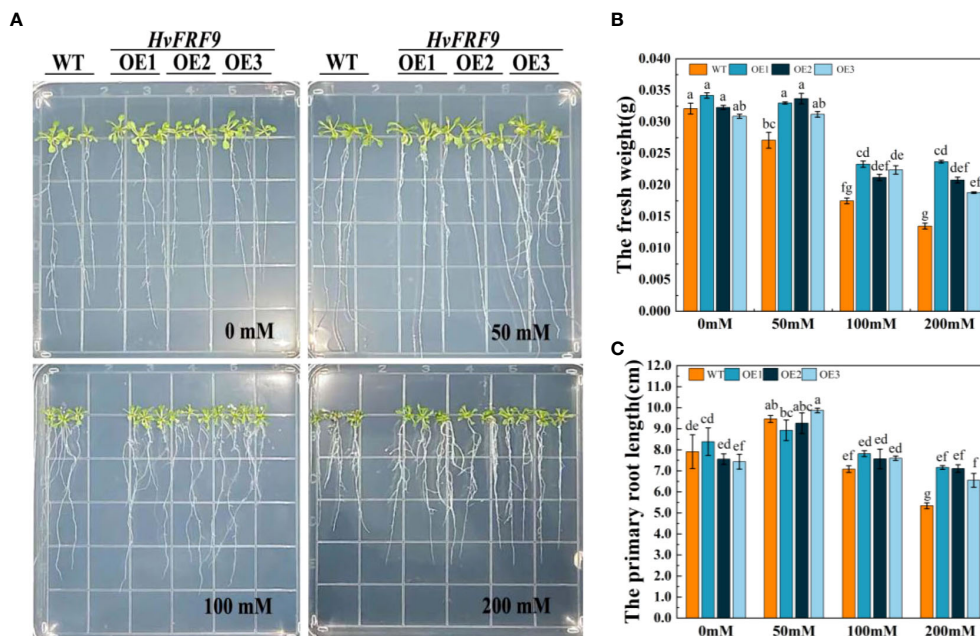 A
HvFRF9
WT OE1 OE2 OE3
0 mM
HvFRF9
WT OE1 OE2 OE3
50 mM
100 mM
200 mM
B
The fresh weight(g)
0.040
0.035
0.030
0.025
0.020
0.015
0.010
0.005
0.000
WT OE1 OE2 OE3
a a a ab
bc a a ab
fg cd def de
g cd def ef
0mM 50mM 100mM 200mM
C
The primary root length(cm)
12.0
11.0
10.0
9.0
8.0
7.0
6.0
5.0
4.0
3.0
2.0
1.0
0.0
WT OE1 OE2 OE3
de cd ed ef
ab bc abc a
ef ed ed ed
g ef ef f
0mM 50mM 100mM 200mM